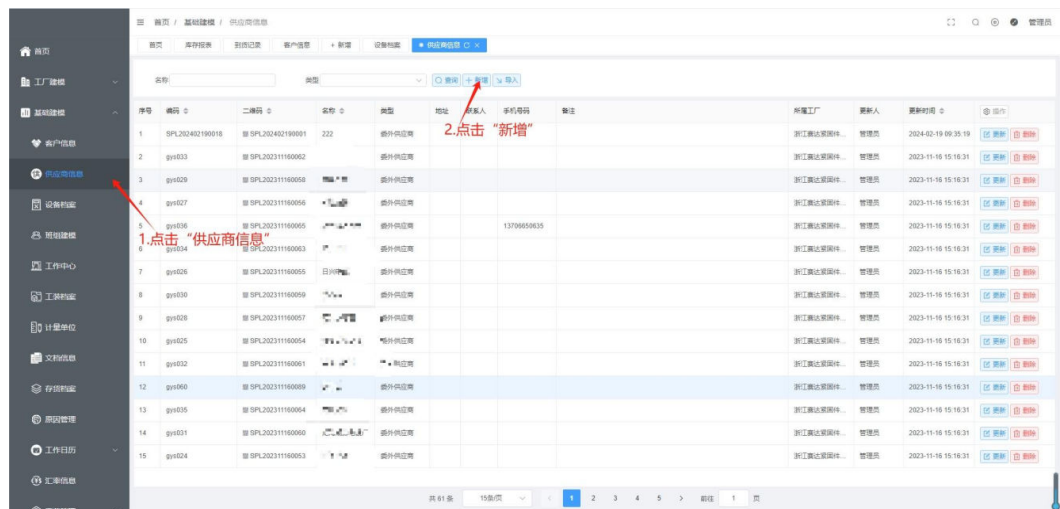 首页 / 基础建模 / 供应商信息
管理员
首页
库存报表
到货记录
客户信息
+ 新增
设备档案
供应商信息
首页
工厂建模
基础建模
客户信息
供应商信息
设备档案
班组建模
工作中心
工装档案
计量单位
文档信息
存货档案
原因管理
工作日历
汇率信息
名称:
类型:
查询
+ 新增
导入
1.点击“供应商信息”
2.点击“新增”
序号 编码 二维码 名称 类型 地址 联系人 手机号码 备注 所属工厂 更新人 更新时间 操作
1 SPL202402190018 SPL202402190001 222 委外供应商 浙江赛达紧固件... 管理员 2024-02-19 09:35:19 更新 删除
2 gys033 SPL202311160062 委外供应商 浙江赛达紧固件... 管理员 2023-11-16 15:16:31 更新 删除
3 gys029 SPL202311160058 委外供应商 浙江赛达紧固件... 管理员 2023-11-16 15:16:31 更新 删除
4 gys027 SPL202311160056 委外供应商 浙江赛达紧固件... 管理员 2023-11-16 15:16:31 更新 删除
5 gys036 SPL202311160065 委外供应商 13706650635 浙江赛达紧固件... 管理员 2023-11-16 15:16:31 更新 删除
6 gys034 SPL202311160063 委外供应商 浙江赛达紧固件... 管理员 2023-11-16 15:16:31 更新 删除
7 gys026 SPL202311160055 委外供应商 浙江赛达紧固件... 管理员 2023-11-16 15:16:31 更新 删除
8 gys030 SPL202311160059 委外供应商 浙江赛达紧固件... 管理员 2023-11-16 15:16:31 更新 删除
9 gys028 SPL202311160057 委外供应商 浙江赛达紧固件... 管理员 2023-11-16 15:16:31 更新 删除
10 gys025 SPL202311160054 委外供应商 浙江赛达紧固件... 管理员 2023-11-16 15:16:31 更新 删除
11 gys032 SPL202311160061 供应商 浙江赛达紧固件... 管理员 2023-11-16 15:16:31 更新 删除
12 gys060 SPL202311160089 委外供应商 浙江赛达紧固件... 管理员 2023-11-16 15:16:31 更新 删除
13 gys035 SPL202311160064 委外供应商 浙江赛达紧固件... 管理员 2023-11-16 15:16:31 更新 删除
14 gys031 SPL202311160060 委外供应商 浙江赛达紧固件... 管理员 2023-11-16 15:16:31 更新 删除
15 gys024 SPL202311160053 委外供应商 浙江赛达紧固件... 管理员 2023-11-16 15:16:31 更新 删除
共 61 条 15条/页 1 2 3 4 5 前往 1 页